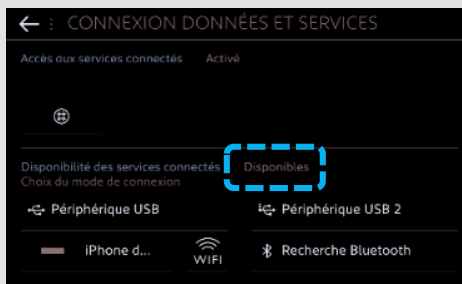 CONNEXION DONNÉES ET SERVICES
Accès aux services connectés Activé
Disponibilité des services connectés Disponibles
Choix du mode de connexion
Périphérique USB Périphérique USB 2
iPhone d... WIFI Recherche Bluetooth